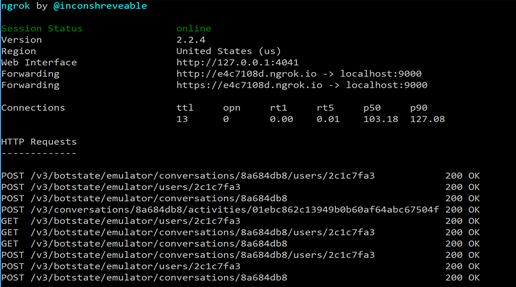 ngrok by @inconshreveable
Session Status online
Version 2.2.4
Region United States (us)
Web Interface http://127.0.0.1:4041
Forwarding http://e4c7108d.ngrok.io -> localhost:9000
Forwarding https://e4c7108d.ngrok.io -> localhost:9000
Connections ttl opn rt1 rt5 p50 p90
13 0 0.00 0.01 103.18 127.08
HTTP Requests
-------------
POST /v3/botstate/emulator/conversations/8a684db8/users/2c1c7fa3 200 OK
POST /v3/botstate/emulator/users/2c1c7fa3 200 OK
POST /v3/botstate/emulator/conversations/8a684db8 200 OK
POST /v3/conversations/8a684db8/activities/01ebc862c13949b0b60af64abc67504f 200 OK
GET /v3/botstate/emulator/users/2c1c7fa3 200 OK
GET /v3/botstate/emulator/conversations/8a684db8/users/2c1c7fa3 200 OK
GET /v3/botstate/emulator/conversations/8a684db8 200 OK
POST /v3/botstate/emulator/conversations/8a684db8/users/2c1c7fa3 200 OK
POST /v3/botstate/emulator/users/2c1c7fa3 200 OK
POST /v3/botstate/emulator/conversations/8a684db8 200 OK